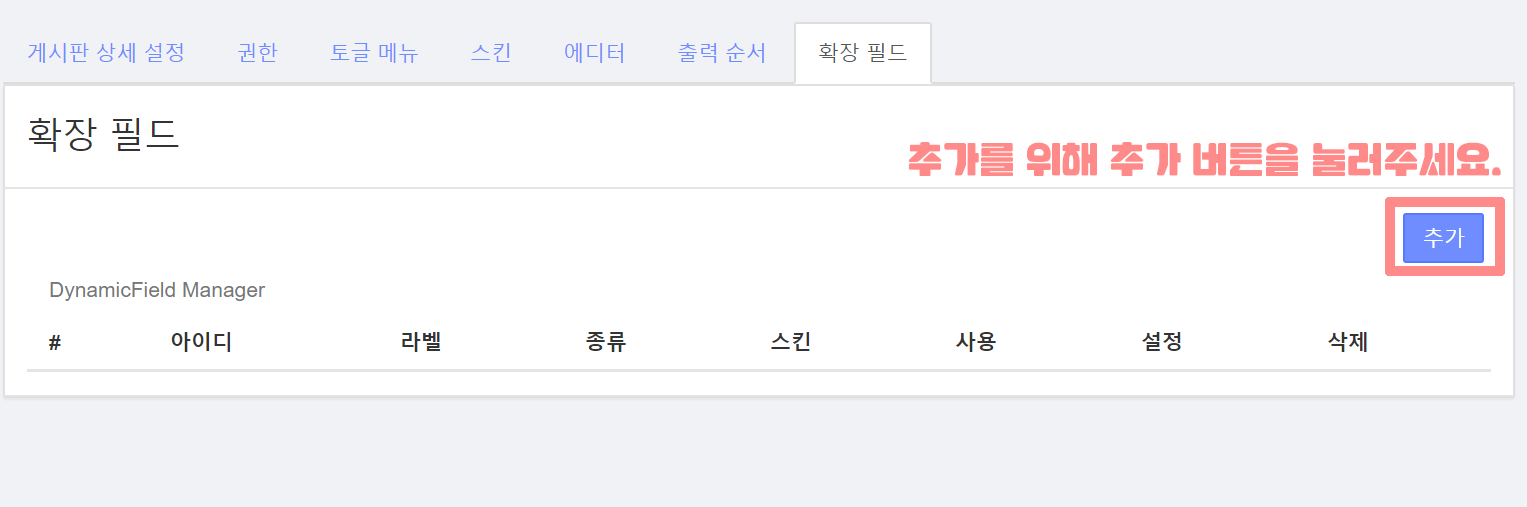 게시판 상세 설정 권한 토글 메뉴 스킨 에디터 출력 순서 확장 필드
확장 필드
추가를 위해 추가 버튼을 눌러주세요.
추가
DynamicField Manager
# 아이디 라벨 종류 스킨 사용 설정 삭제